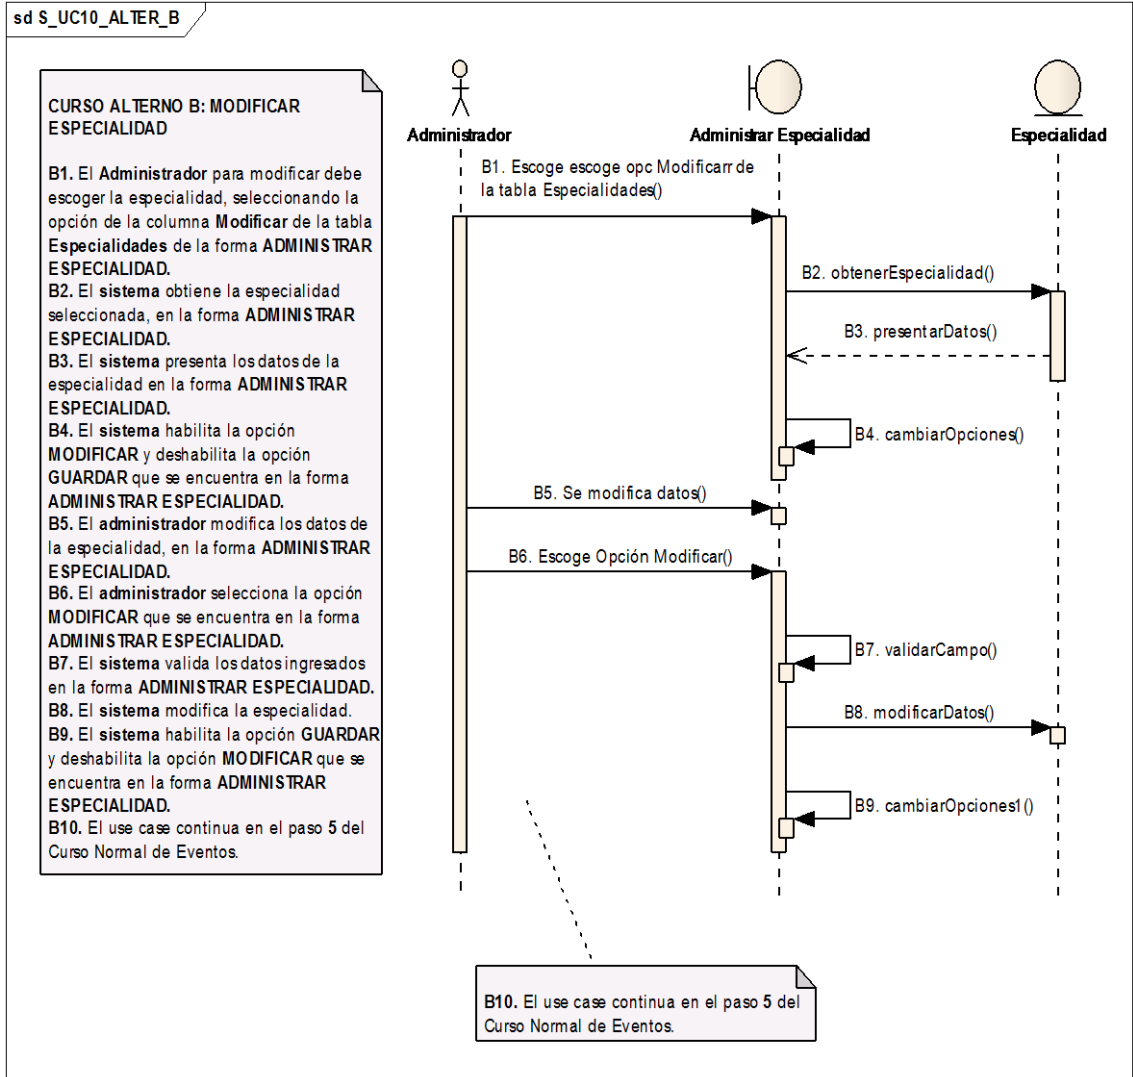 sd S_UC10_ALTER_B
CURSO ALTERNO B: MODIFICAR
ESPECIALIDAD
B1. El Administrador para modificar debe
escoger la especialidad, seleccionando la
opción de la columna Modificar de la tabla
Especialidades de la forma ADMINISTRAR
ESPECIALIDAD.
B2. El sistema obtiene la especialidad
seleccionada, en la forma ADMINISTRAR
ESPECIALIDAD.
B3. El sistema presenta los datos de la
especialidad en la forma ADMINISTRAR
ESPECIALIDAD.
B4. El sistema habilita la opción
MODIFICAR y deshabilita la opción
GUARDAR que se encuentra en la forma
ADMINISTRAR ESPECIALIDAD.
B5. El administrador modifica los datos de
la especialidad, en la forma ADMINISTRAR
ESPECIALIDAD.
B6. El administrador selecciona la opción
MODIFICAR que se encuentra en la forma
ADMINISTRAR ESPECIALIDAD.
B7. El sistema valida los datos ingresados
en la forma ADMINISTRAR ESPECIALIDAD.
B8. El sistema modifica la especialidad.
B9. El sistema habilita la opción GUARDAR
y deshabilita la opción MODIFICAR que se
encuentra en la forma ADMINISTRAR
ESPECIALIDAD.
B10. El use case continua en el paso 5 del
Curso Normal de Eventos.
Administrador
Administrar Especialidad
Especialidad
B1. Escoge escoge opc Modificarr de
la tabla Especialidades()
B2. obtenerEspecialidad()
B3. presentarDatos()
B4. cambiarOpciones()
B5. Se modifica datos()
B6. Escoge Opción Modificar()
B7. validarCampo()
B8. modificarDatos()
B9. cambiarOpciones1()
B10. El use case continua en el paso 5 del
Curso Normal de Eventos.